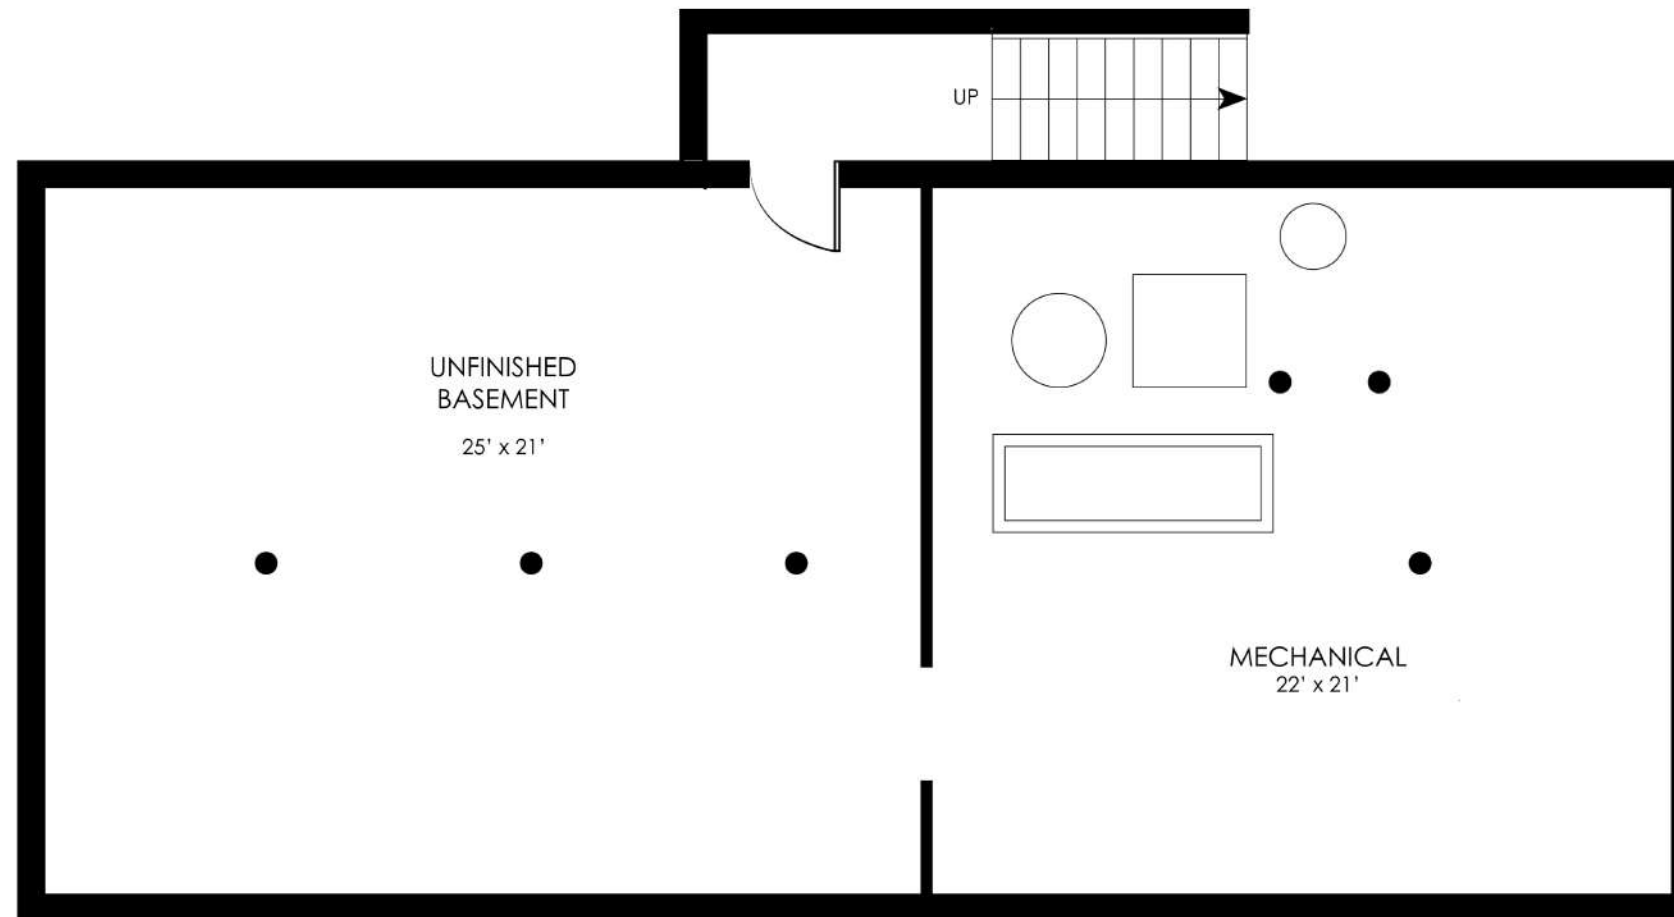 UP
UNFINISHED
BASEMENT
25' x 21'
MECHANICAL
22' x 21'